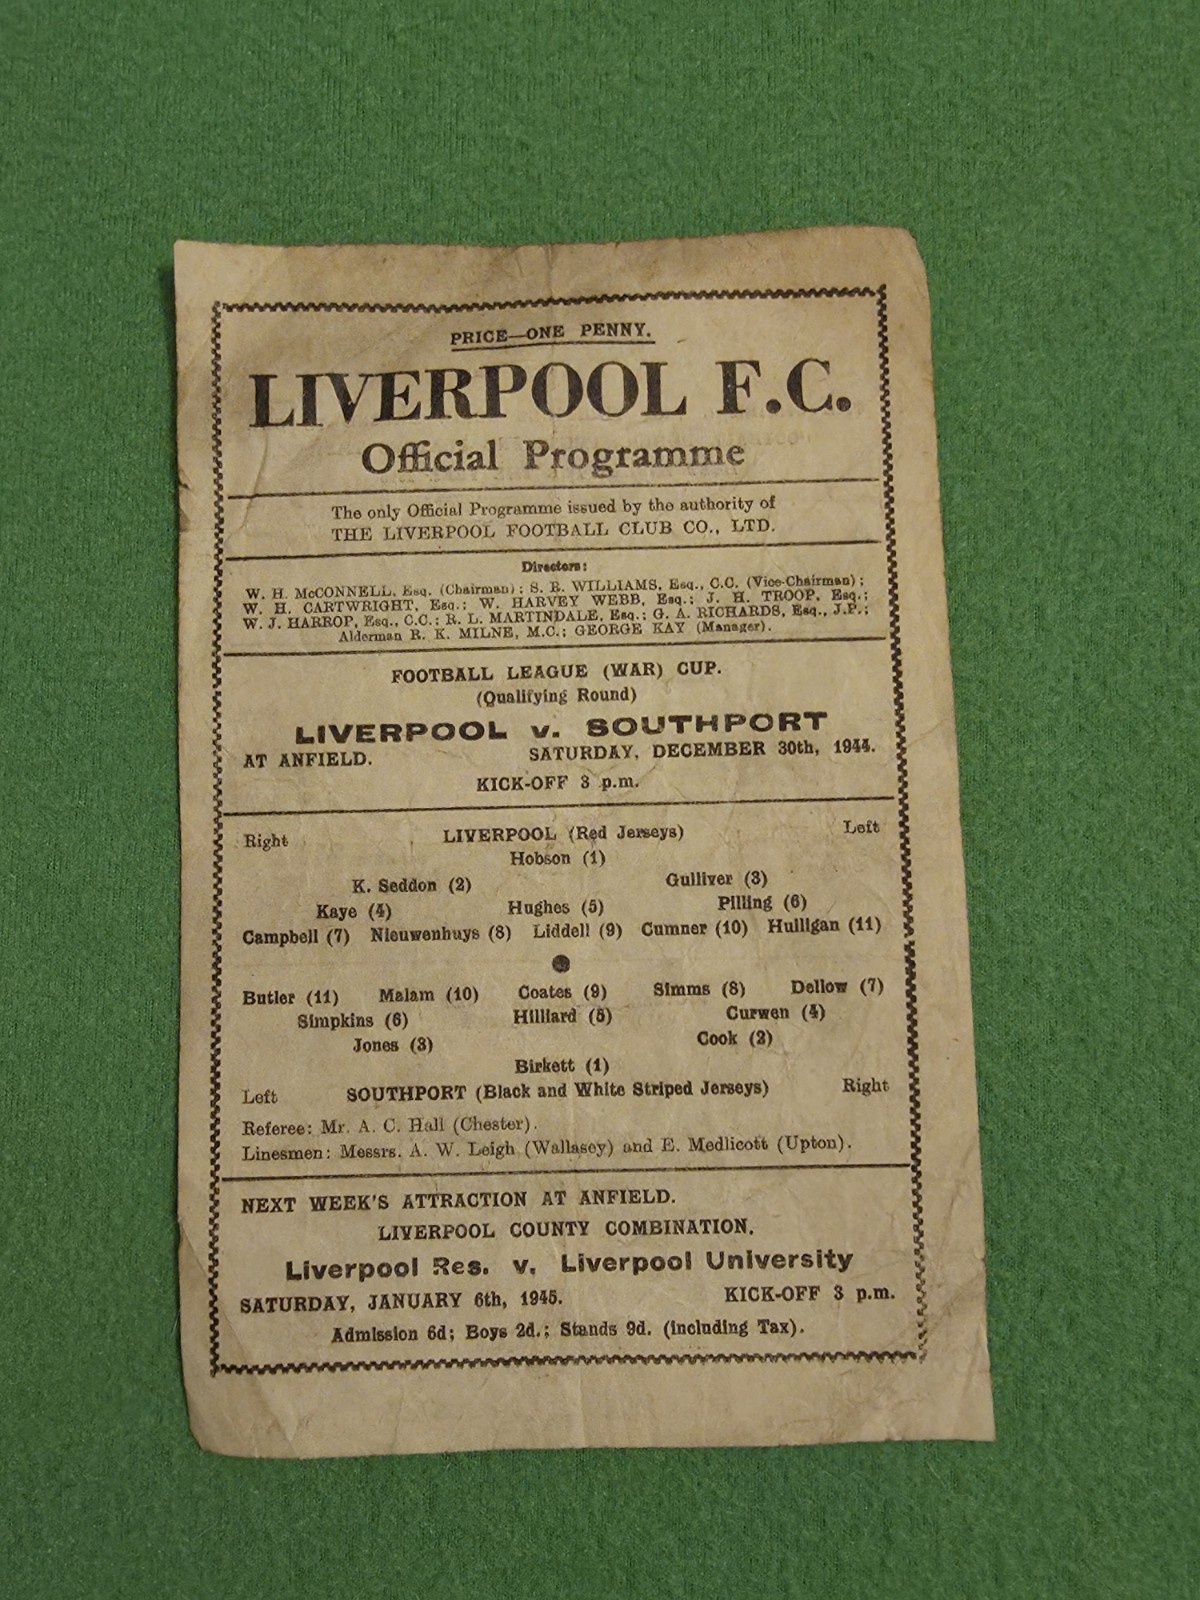 PRICE—ONE PENNY.
LIVERPOOL F.C.
Official Programme
The only Official Programme issued by the authority of
THE LIVERPOOL FOOTBALL CLUB CO., LTD.
Directors:
W. H. McCONNELL, Esq. (Chairman); S. R. WILLIAMS, Esq., C.C. (Vice-Chairman);
W. H. CARTWRIGHT, Esq.; W. HARVEY WEBB, Esq.; J. H. TROOP, Esq.;
W. J. HARROP, Esq., C.C.; R. L. MARTINDALE, Esq.; G. A. RICHARDS, Esq., J.P.;
Alderman R. K. MILNE, M.C.; GEORGE KAY (Manager).
FOOTBALL LEAGUE (WAR) CUP.
(Qualifying Round)
LIVERPOOL v. SOUTHPORT
AT ANFIELD. SATURDAY, DECEMBER 30th, 1944.
KICK-OFF 3 p.m.
Right LIVERPOOL (Red Jerseys) Left
Hobson (1)
K. Seddon (2) Gulliver (3)
Kaye (4) Hughes (5) Pilling (6)
Campbell (7) Nieuwenhuys (8) Liddell (9) Cumner (10) Hulligan (11)
Butler (11) Malam (10) Coates (9) Simms (8) Dellow (7)
Simpkins (6) Hilliard (5) Curwen (4)
Jones (3) Cook (2)
Birkett (1)
Left SOUTHPORT (Black and White Striped Jerseys) Right
Referee: Mr. A. C. Hall (Chester).
Linesmen: Messrs. A. W. Leigh (Wallasey) and E. Medlicott (Upton).
NEXT WEEK'S ATTRACTION AT ANFIELD.
LIVERPOOL COUNTY COMBINATION.
Liverpool Res. v. Liverpool University
SATURDAY, JANUARY 6th, 1945. KICK-OFF 3 p.m.
Admission 6d; Boys 2d.; Stands 9d. (including Tax).